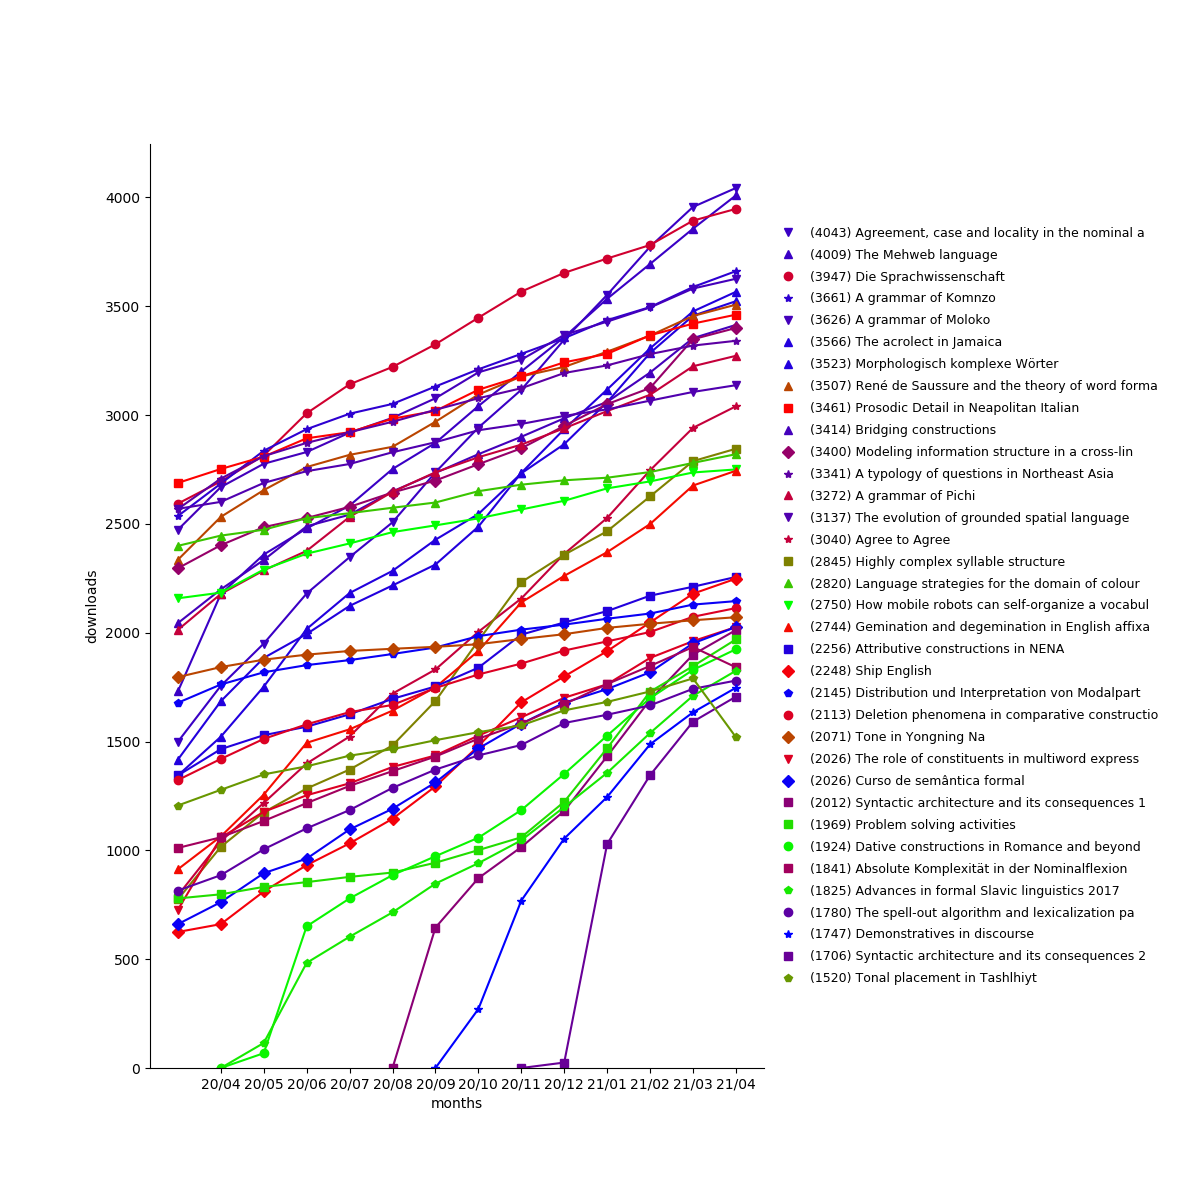 4000
3500
3000
2500
2000
1500
1000
500
0
downloads
20/04 20/05 20/06 20/07 20/08 20/09 20/10 20/11 20/12 21/01 21/02 21/03 21/04
months
(4043) Agreement, case and locality in the nominal a
(4009) The Mehweb language
(3947) Die Sprachwissenschaft
(3661) A grammar of Komnzo
(3626) A grammar of Moloko
(3566) The acrolect in Jamaica
(3523) Morphologisch komplexe Wörter
(3507) René de Saussure and the theory of word forma
(3461) Prosodic Detail in Neapolitan Italian
(3414) Bridging constructions
(3400) Modeling information structure in a cross-lin
(3341) A typology of questions in Northeast Asia
(3272) A grammar of Pichi
(3137) The evolution of grounded spatial language
(3040) Agree to Agree
(2845) Highly complex syllable structure
(2820) Language strategies for the domain of colour
(2750) How mobile robots can self-organize a vocabul
(2744) Gemination and degemination in English affixa
(2256) Attributive constructions in NENA
(2248) Ship English
(2145) Distribution und Interpretation von Modalpart
(2113) Deletion phenomena in comparative constructio
(2071) Tone in Yongning Na
(2026) The role of constituents in multiword express
(2026) Curso de semântica formal
(2012) Syntactic architecture and its consequences 1
(1969) Problem solving activities
(1924) Dative constructions in Romance and beyond
(1841) Absolute Komplexität in der Nominalflexion
(1825) Advances in formal Slavic linguistics 2017
(1780) The spell-out algorithm and lexicalization pa
(1747) Demonstratives in discourse
(1706) Syntactic architecture and its consequences 2
(1520) Tonal placement in Tashlhiyt